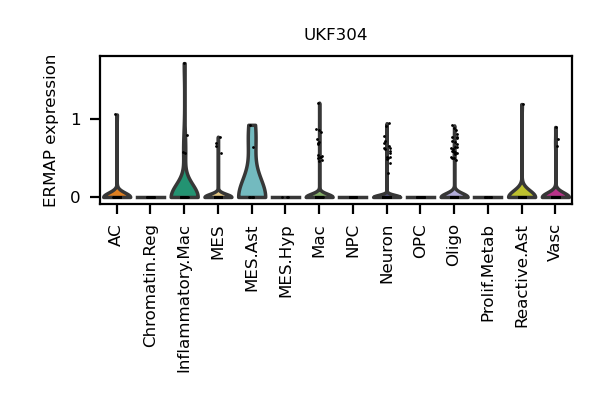 UKF304
ERMAP expression
1
0
AC
Chromatin.Reg
Inflammatory.Mac
MES
MES.Ast
MES.Hyp
Mac
NPC
Neuron
OPC
Oligo
Prolif.Metab
Reactive.Ast
Vasc